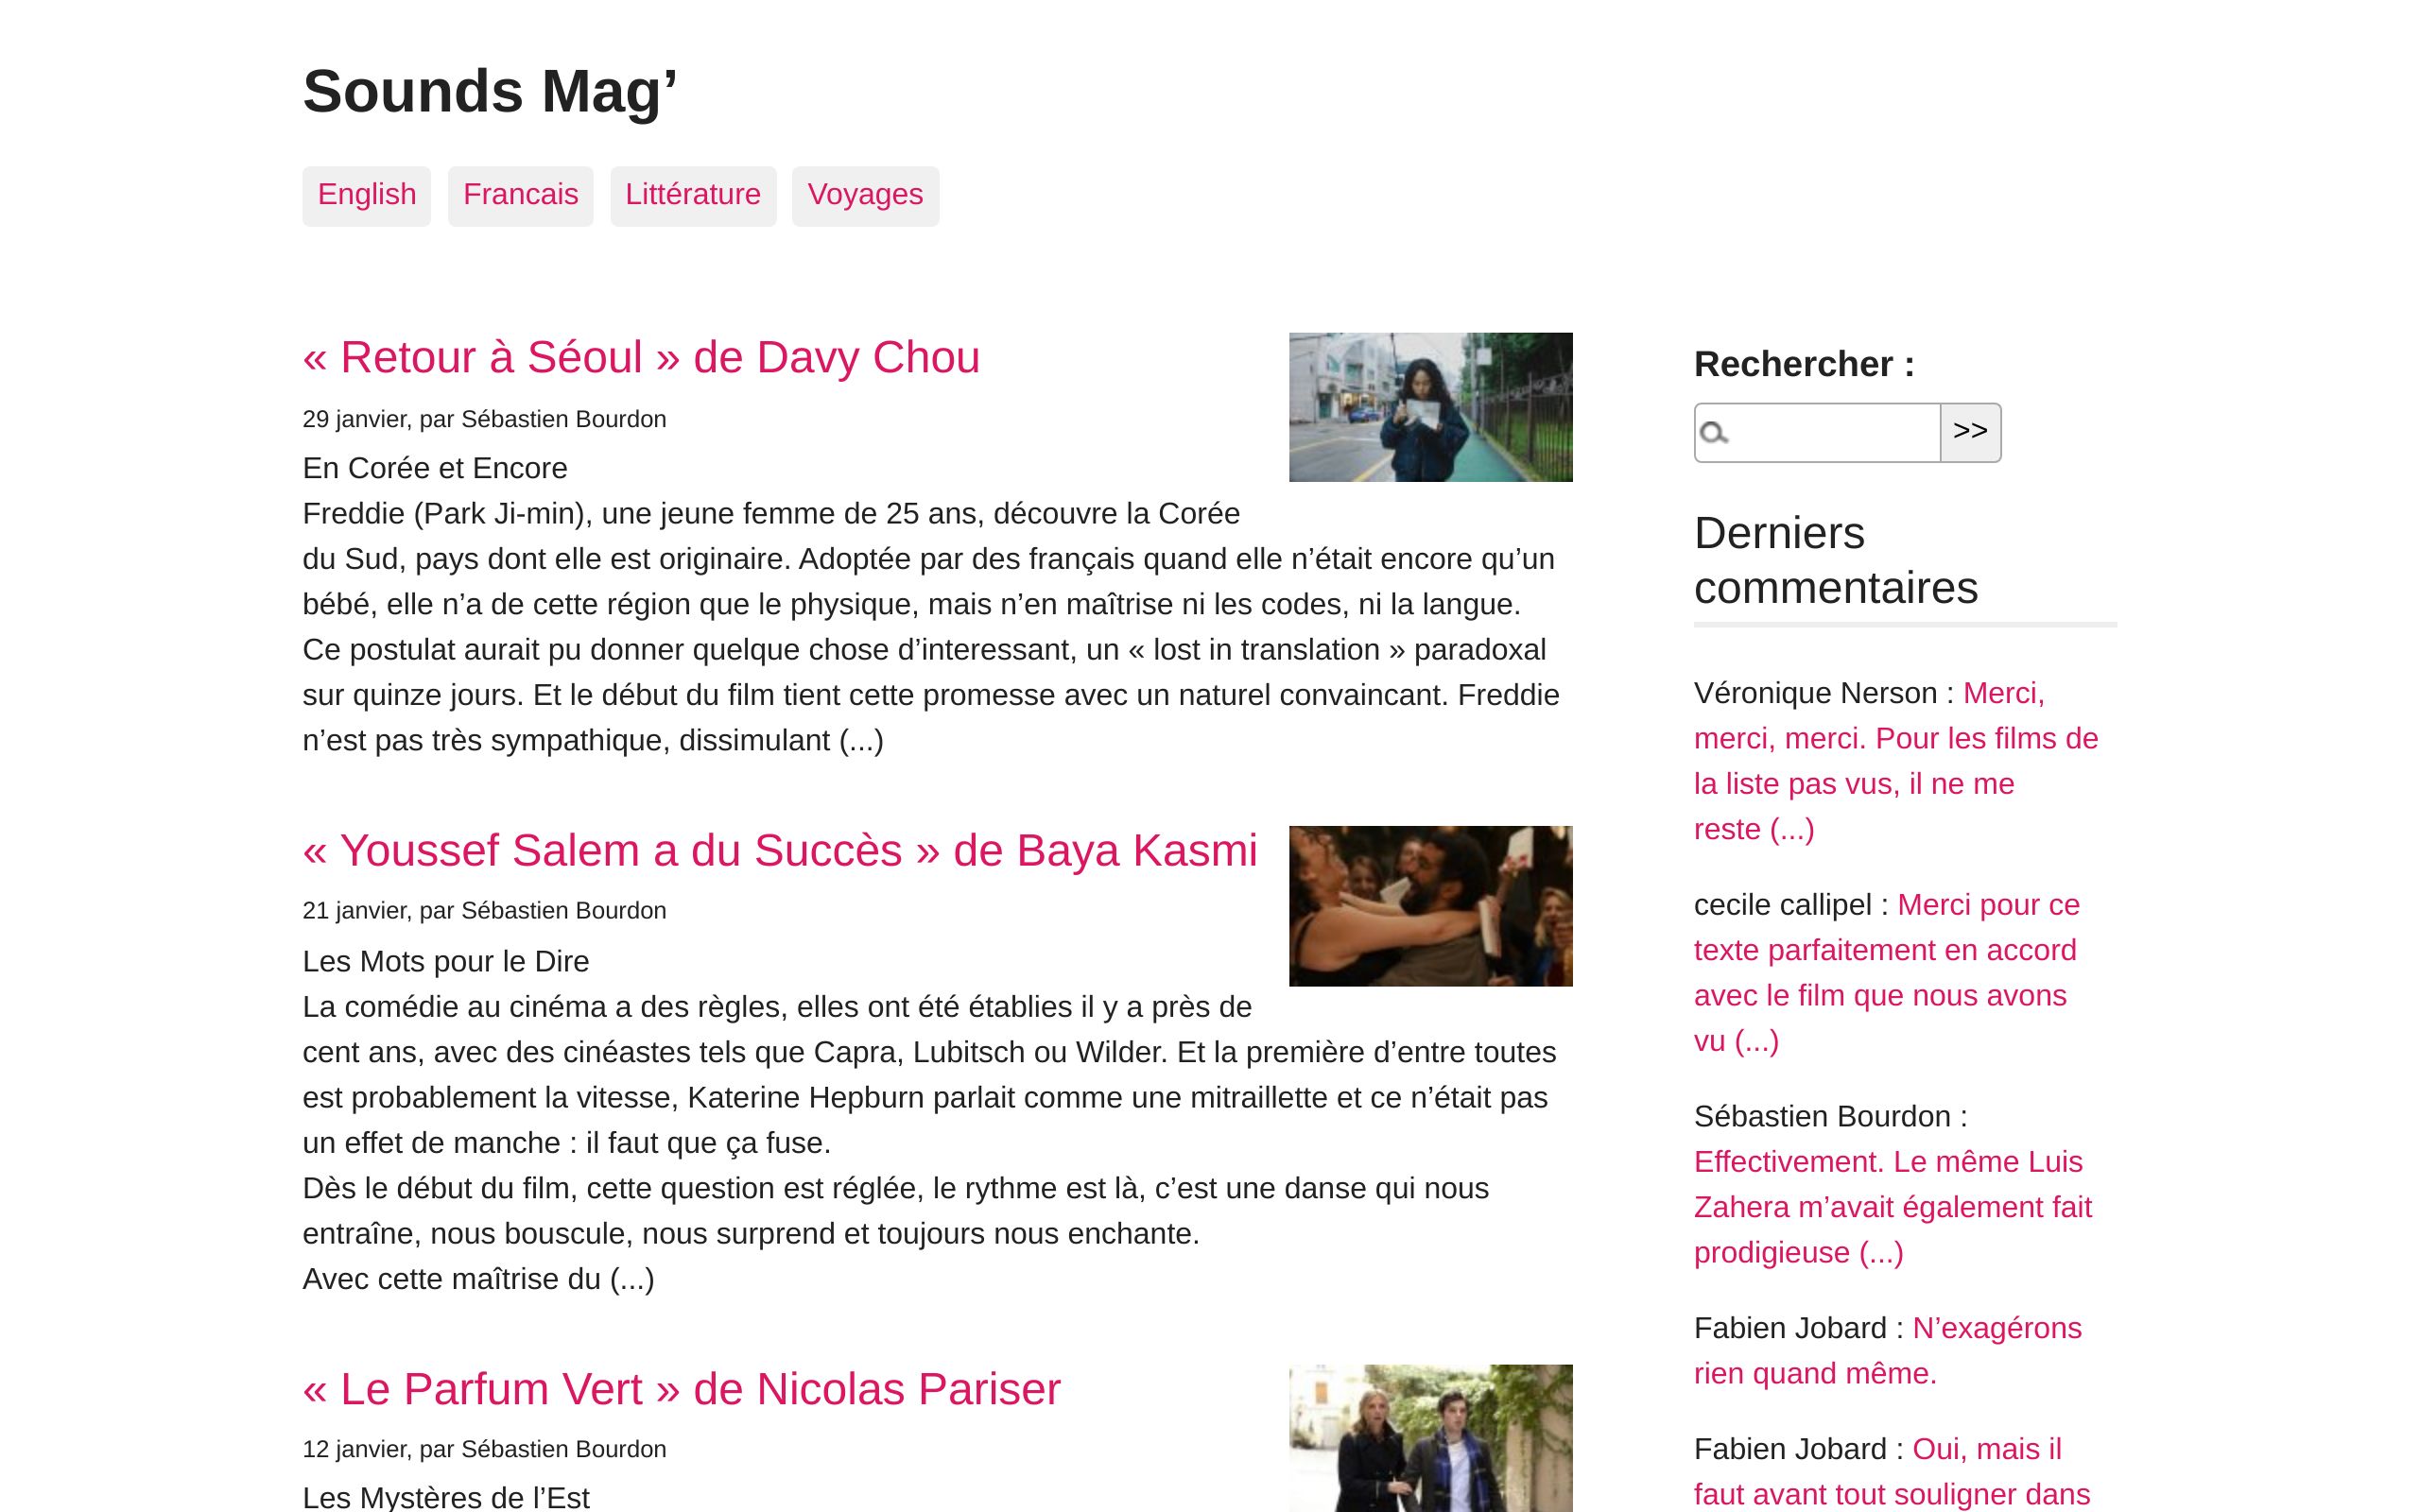 Sounds Mag’
English Francais Littérature Voyages
« Retour à Séoul » de Davy Chou
29 janvier, par Sébastien Bourdon
En Corée et Encore
Freddie (Park Ji-min), une jeune femme de 25 ans, découvre la Corée
du Sud, pays dont elle est originaire. Adoptée par des français quand elle n’était encore qu’un
bébé, elle n’a de cette région que le physique, mais n’en maîtrise ni les codes, ni la langue.
Ce postulat aurait pu donner quelque chose d’interessant, un « lost in translation » paradoxal
sur quinze jours. Et le début du film tient cette promesse avec un naturel convaincant. Freddie
n’est pas très sympathique, dissimulant (...)
« Youssef Salem a du Succès » de Baya Kasmi
21 janvier, par Sébastien Bourdon
Les Mots pour le Dire
La comédie au cinéma a des règles, elles ont été établies il y a près de
cent ans, avec des cinéastes tels que Capra, Lubitsch ou Wilder. Et la première d’entre toutes
est probablement la vitesse, Katerine Hepburn parlait comme une mitraillette et ce n’était pas
un effet de manche : il faut que ça fuse.
Dès le début du film, cette question est réglée, le rythme est là, c’est une danse qui nous
entraîne, nous bouscule, nous surprend et toujours nous enchante.
Avec cette maîtrise du (...)
« Le Parfum Vert » de Nicolas Pariser
12 janvier, par Sébastien Bourdon
Les Mystères de l’Est
Rechercher :
>>
Derniers
commentaires
Véronique Nerson : Merci,
merci, merci. Pour les films de
la liste pas vus, il ne me
reste (...)
cecile callipel : Merci pour ce
texte parfaitement en accord
avec le film que nous avons
vu (...)
Sébastien Bourdon :
Effectivement. Le même Luis
Zahera m’avait également fait
prodigieuse (...)
Fabien Jobard : N’exagérons
rien quand même.
Fabien Jobard : Oui, mais il
faut avant tout souligner dans